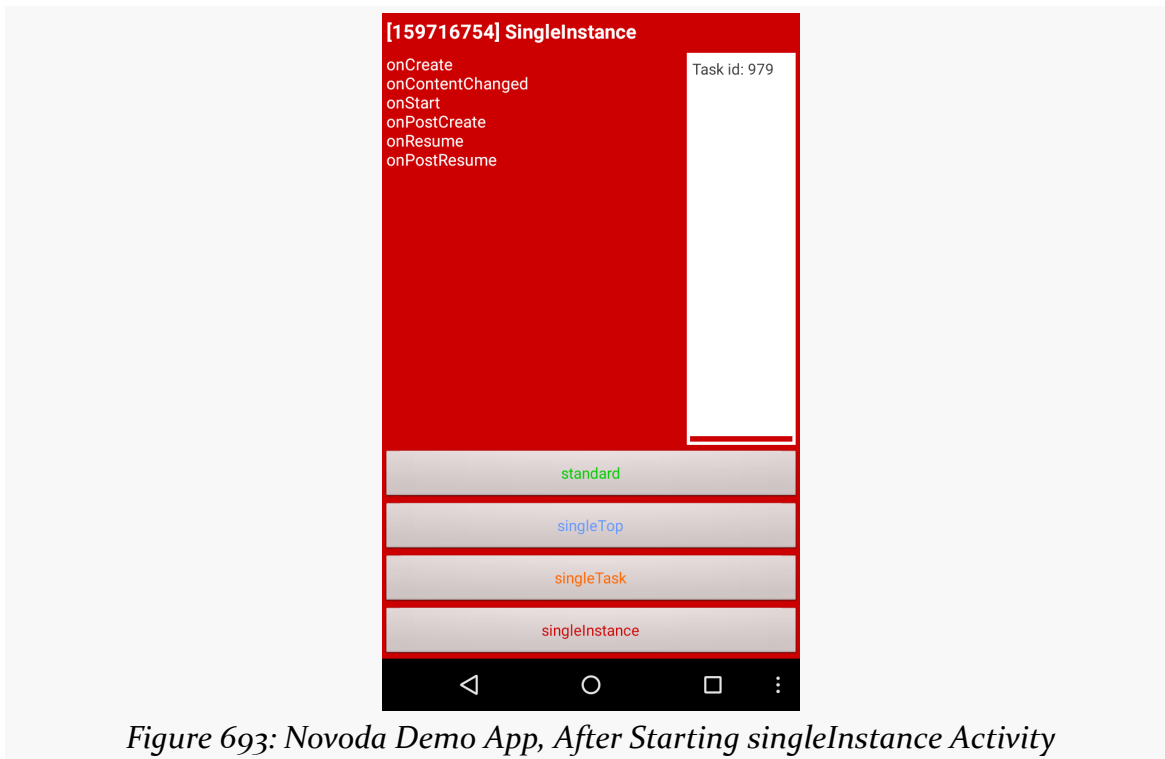 [159716754] SingleInstance
onCreate
onContentChanged
onStart
onPostCreate
onResume
onPostResume
Task id: 979
standard
singleTop
singleTask
singleInstance
Figure 693: Novoda Demo App, After Starting singleInstance Activity